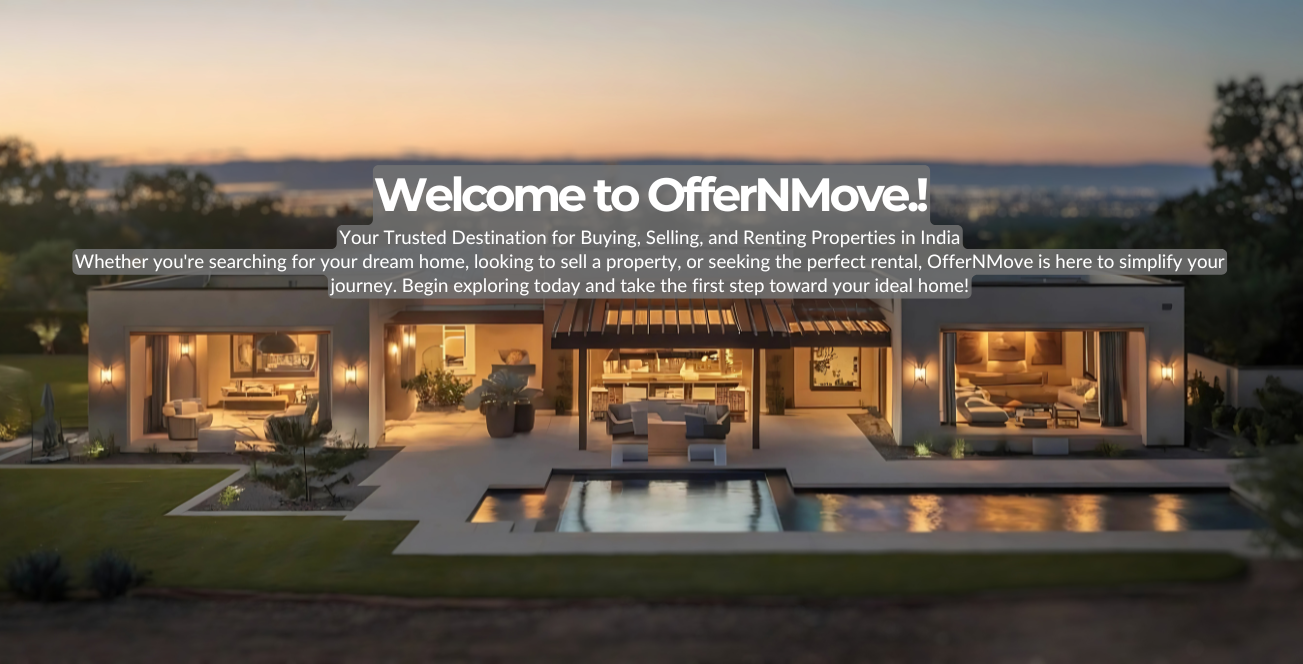 Welcome to OfferNMove.!
Your Trusted Destination for Buying, Selling, and Renting Properties in India
Whether you're searching for your dream home, looking to sell a property, or seeking the perfect rental, OfferNMove is here to simplify your
journey. Begin exploring today and take the first step toward your ideal home!